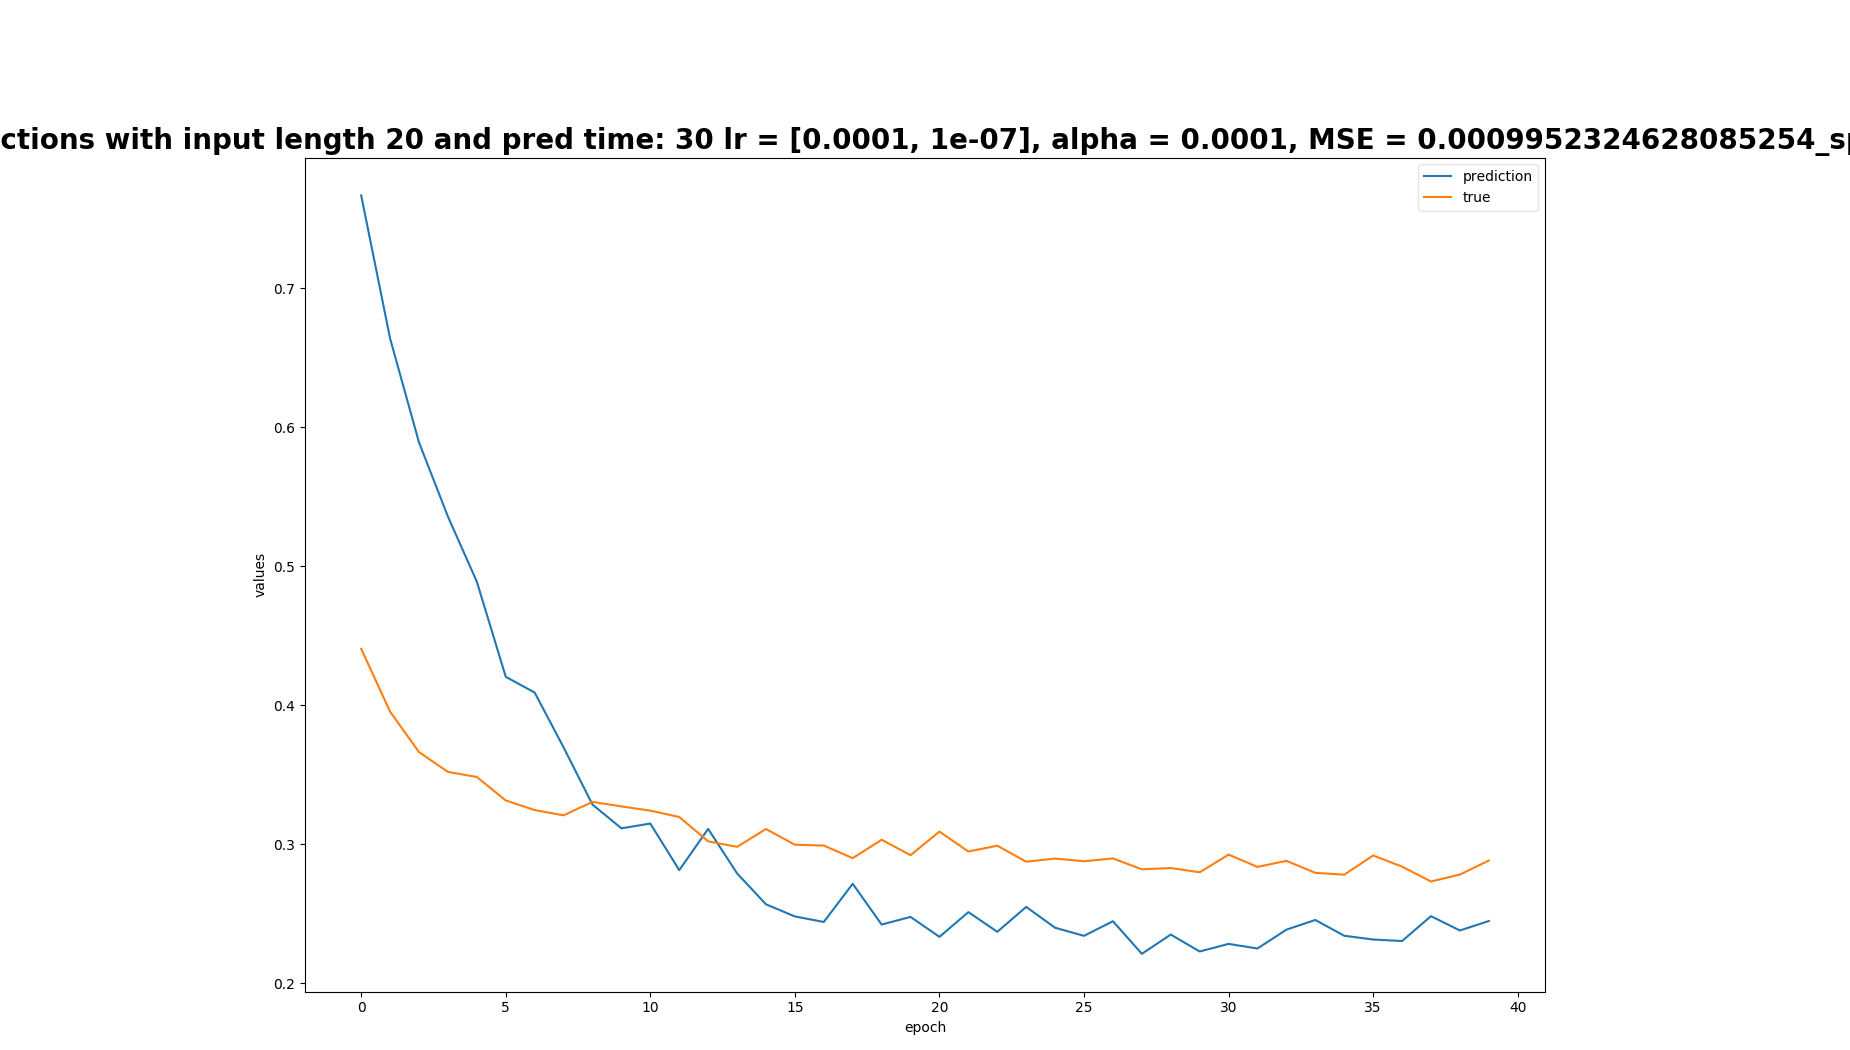 ctions with input length 20 and pred time: 30 lr = [0.0001, 1e-07], alpha = 0.0001, MSE = 0.0009952324628085254_sp
prediction
true
values
0.7
0.6
0.5
0.4
0.3
0.2
0 5 10 15 20 25 30 35 40
epoch